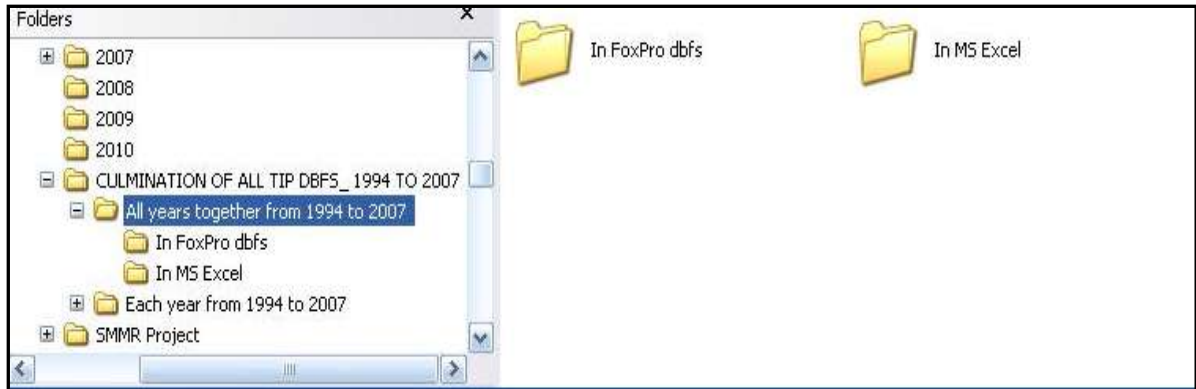 Folders
2007
2008
2009
2010
CULMINATION OF ALL TIP DBFS_ 1994 TO 2007
All years together from 1994 to 2007
In FoxPro dbfs
In MS Excel
Each year from 1994 to 2007
SMMR Project
In FoxPro dbfs
In MS Excel